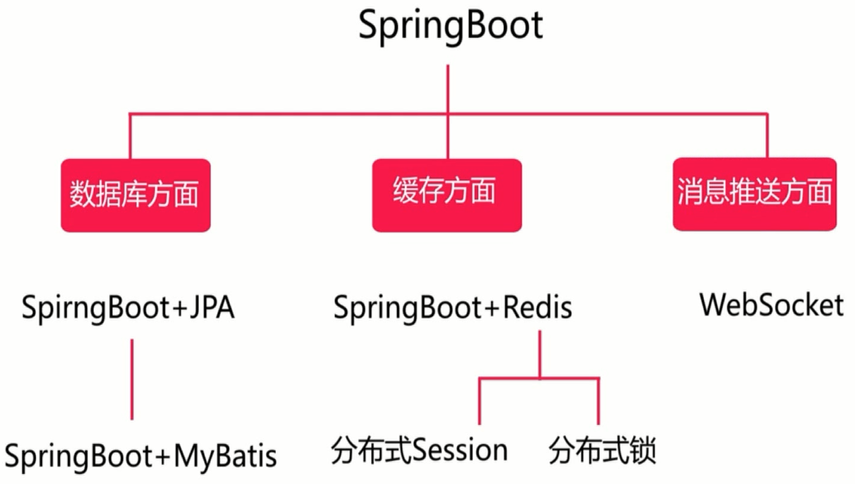 SpringBoot
数据库方面
缓存方面
消息推送方面
SpirngBoot+JPA
SpringBoot+Redis
WebSocket
SpringBoot+MyBatis
分布式Session
分布式锁